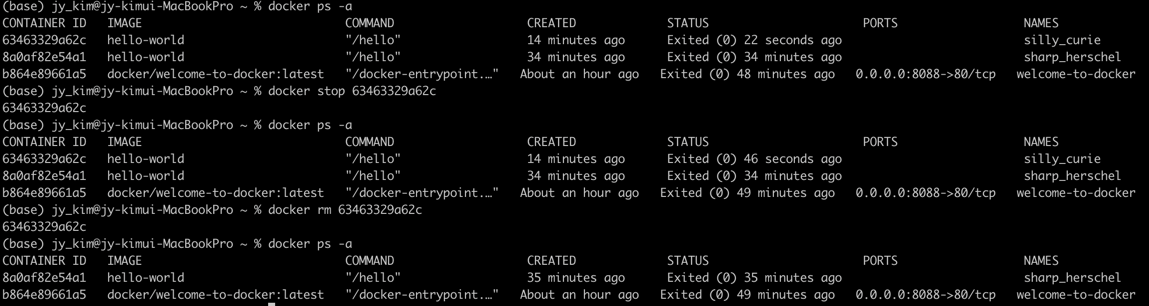 (base) jy_kim@jy-kimui-MacBookPro ~ % docker ps -a
CONTAINER ID   IMAGE                             COMMAND                  CREATED             STATUS                      PORTS                  NAMES
63463329a62c   hello-world                       "/hello"                 14 minutes ago      Exited (0) 22 seconds ago                          silly_curie
8a0af82e54a1   hello-world                       "/hello"                 34 minutes ago      Exited (0) 34 minutes ago                          sharp_herschel
b864e89661a5   docker/welcome-to-docker:latest   "/docker-entrypoint.…"   About an hour ago   Exited (0) 48 minutes ago   0.0.0.0:8088->80/tcp   welcome-to-docker
(base) jy_kim@jy-kimui-MacBookPro ~ % docker stop 63463329a62c
63463329a62c
(base) jy_kim@jy-kimui-MacBookPro ~ % docker ps -a
CONTAINER ID   IMAGE                             COMMAND                  CREATED             STATUS                      PORTS                  NAMES
63463329a62c   hello-world                       "/hello"                 14 minutes ago      Exited (0) 46 seconds ago                          silly_curie
8a0af82e54a1   hello-world                       "/hello"                 34 minutes ago      Exited (0) 34 minutes ago                          sharp_herschel
b864e89661a5   docker/welcome-to-docker:latest   "/docker-entrypoint.…"   About an hour ago   Exited (0) 49 minutes ago   0.0.0.0:8088->80/tcp   welcome-to-docker
(base) jy_kim@jy-kimui-MacBookPro ~ % docker rm 63463329a62c
63463329a62c
(base) jy_kim@jy-kimui-MacBookPro ~ % docker ps -a
CONTAINER ID   IMAGE                             COMMAND                  CREATED             STATUS                      PORTS                  NAMES
8a0af82e54a1   hello-world                       "/hello"                 35 minutes ago      Exited (0) 35 minutes ago                          sharp_herschel
b864e89661a5   docker/welcome-to-docker:latest   "/docker-entrypoint.…"   About an hour ago   Exited (0) 49 minutes ago   0.0.0.0:8088->80/tcp   welcome-to-docker